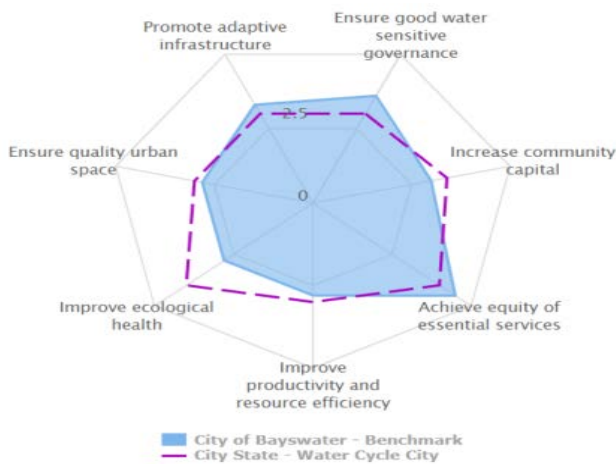 Ensure good water
sensitive
governance
Promote adaptive
infrastructure
2.5
Ensure quality urban
space
Increase community
capital
0
Improve ecological
health
Achieve equity of
essential services
Improve
productivity and
resource efficiency
City of Bayswater - Benchmark
City State - Water Cycle City